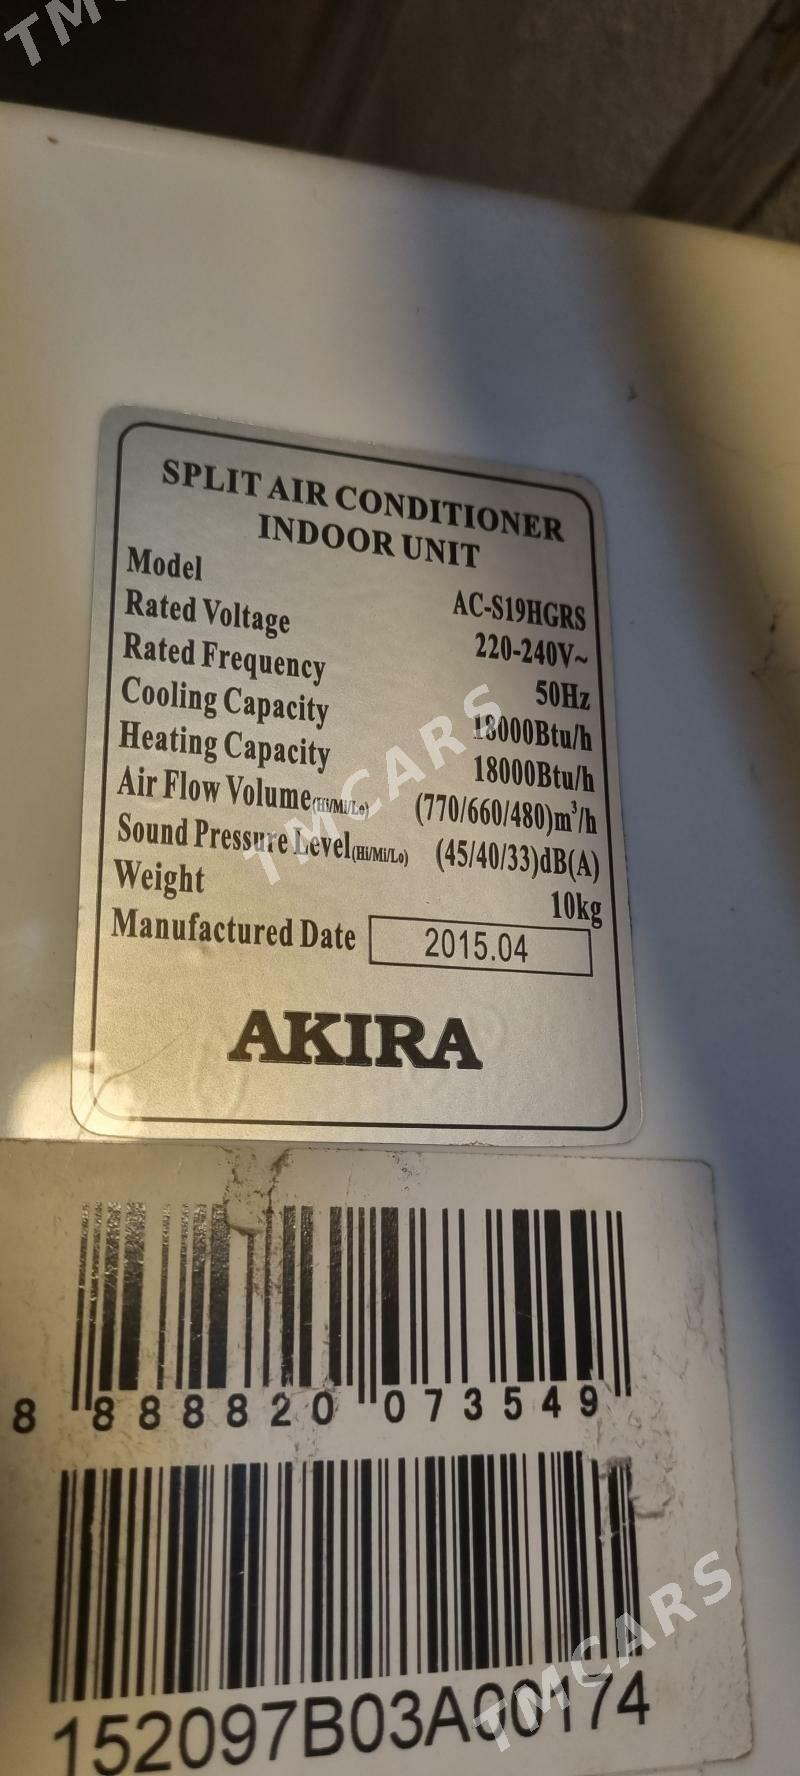 SPLIT AIR CONDITIONER
INDOOR UNIT
Model AC-S19HGRS
Rated Voltage 220-240V~
Rated Frequency 50Hz
Cooling Capacity 18000Btu/h
Heating Capacity 18000Btu/h
Air Flow Volume(Hi/Mi/Lo) (770/660/480)m³/h
Sound Pressure Level(Hi/Mi/Lo) (45/40/33)dB(A)
Weight 10kg
Manufactured Date 2015.04
AKIRA
8 888820 073549
152097B03A00174
TMCARS
TMCARS